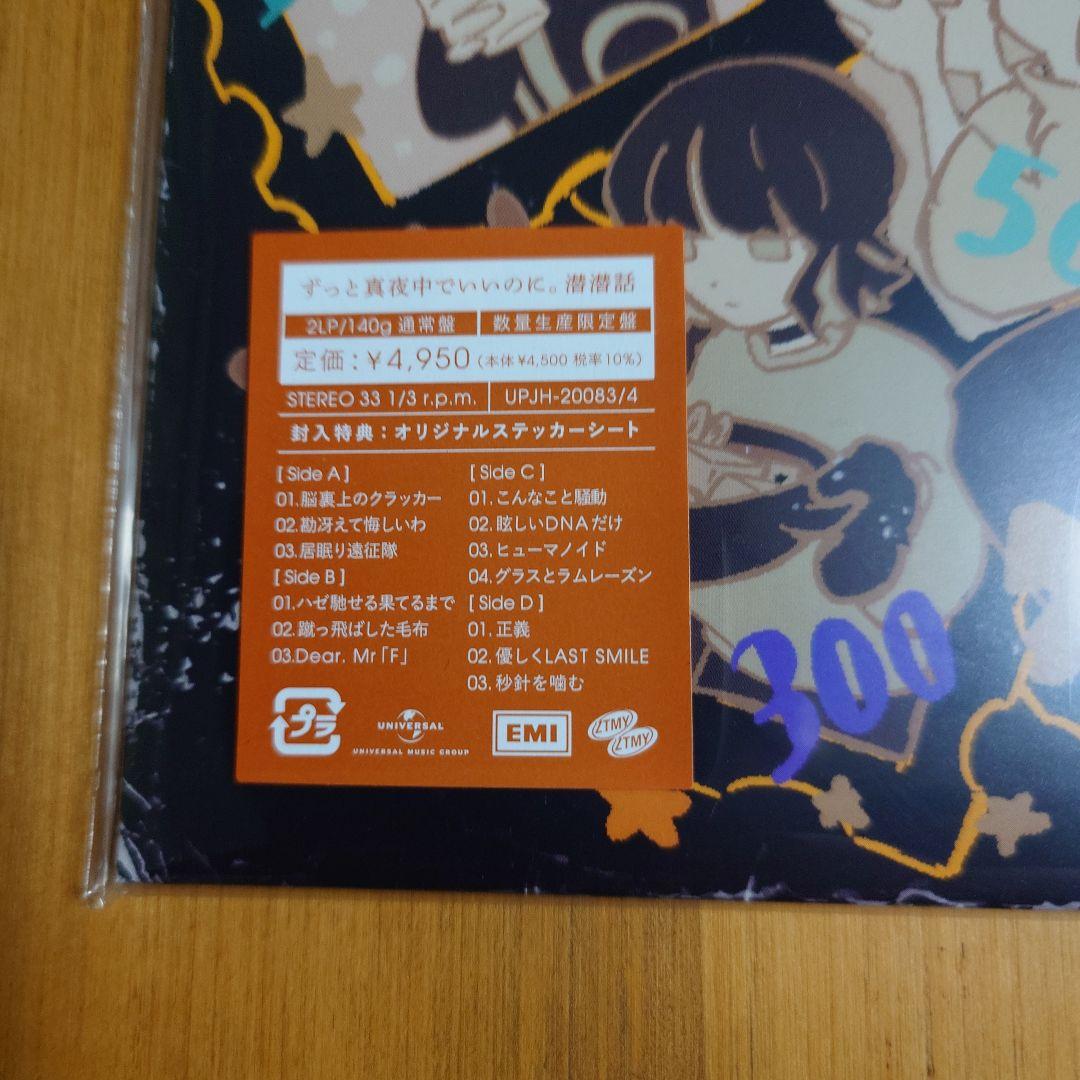 ずっと真夜中でいいのに。潜潜話
2LP/140g 通常盤 数量生産限定盤
定価：￥4,950（本体¥4,500 税率10%）
STEREO 33 1/3 r.p.m. UPJH-20083/4
封入特典：オリジナルステッカーシート
[ Side A ]
01.脳裏上のクラッカー
02.勘冴えて悔しいわ
03.居眠り遠征隊
[ Side B ]
01.ハゼ馳せる果てるまで
02.蹴っ飛ばした毛布
03.Dear. Mr「F」
[ Side C ]
01.こんなこと騒動
02.眩しいDNAだけ
03.ヒューマノイド
04.グラスとラムレーズン
[ Side D ]
01.正義
02.優しくLAST SMILE
03.秒針を噛む
プラ
UNIVERSAL
UNIVERSAL MUSIC GROUP
EMI
LTMY
LTMY
300